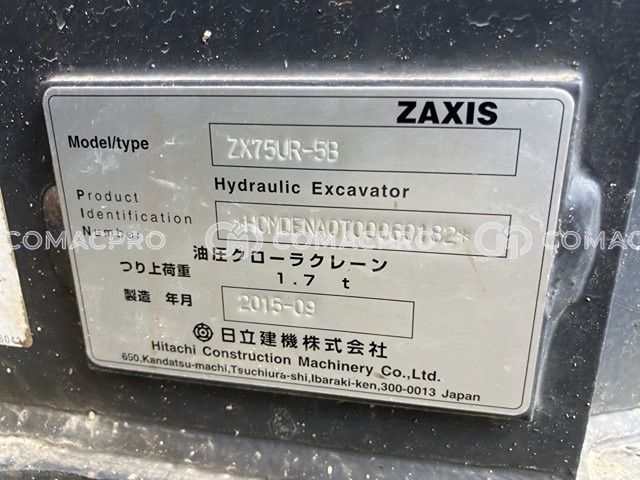 ZAXIS
Model/type ZX75UR-5B
Hydraulic Excavator
Product
Identification
Number
*HCMDENA0T00060182*
油圧クローラクレーン
つり上荷重 1.7 t
製造 年月 2015-09
日立建機株式会社
Hitachi Construction Machinery Co.,Ltd.
650,Kandatsu-machi,Tsuchiura-shi,Ibaraki-ken,300-0013 Japan
COMACPRO COMACPRO COMACPRO